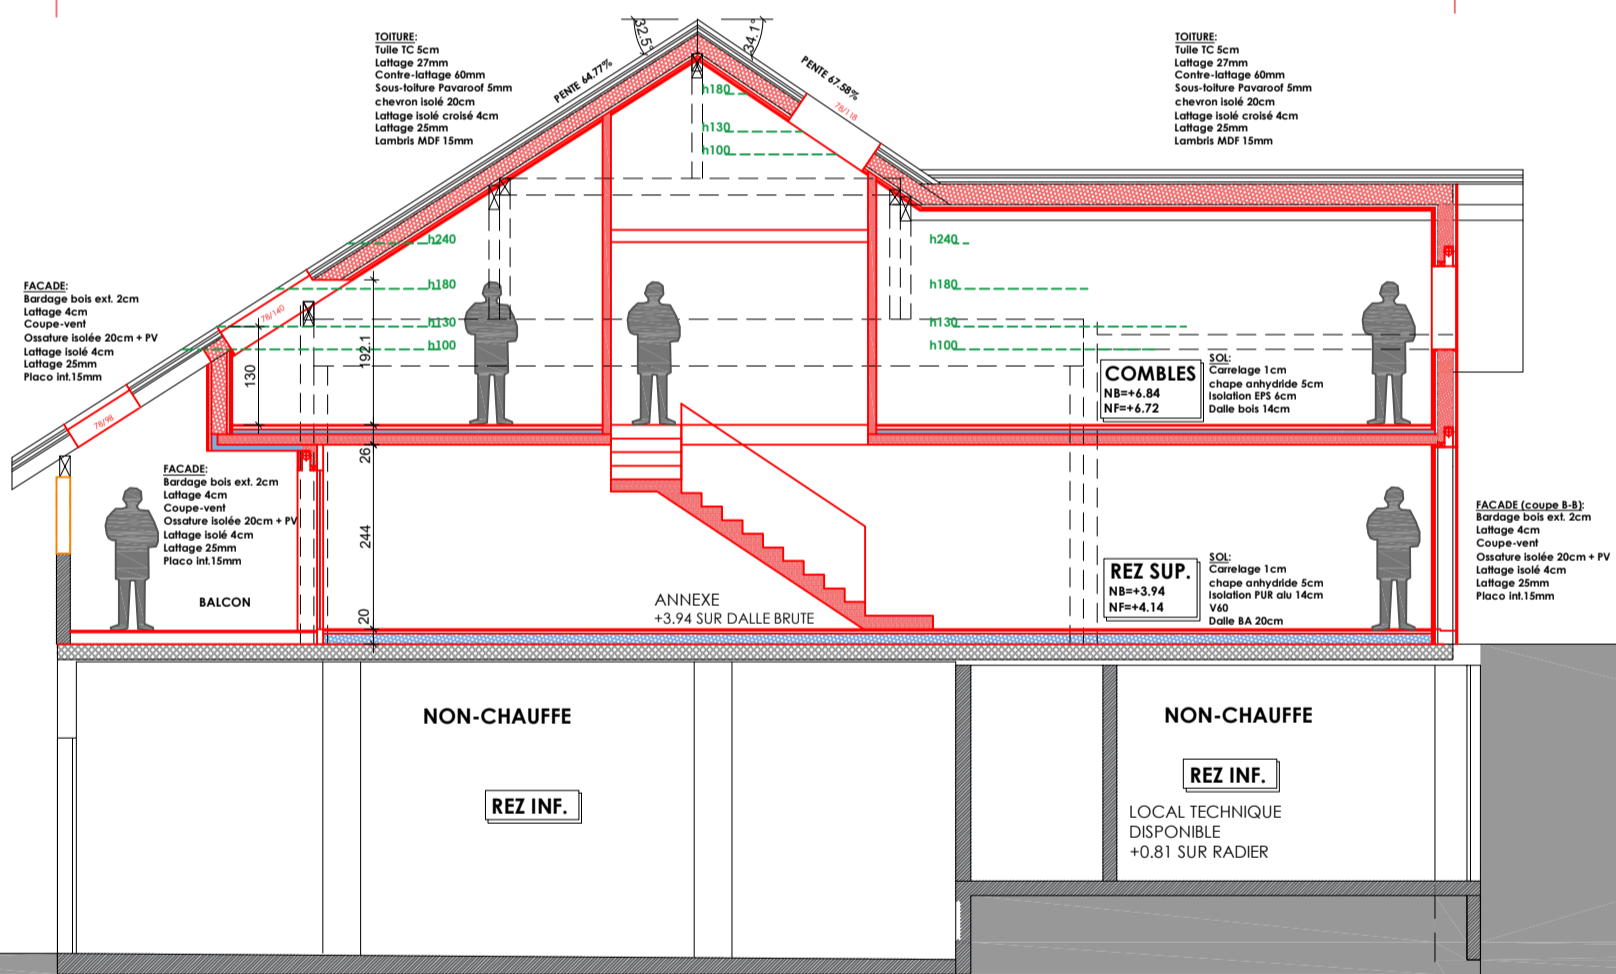 TOITURE:
Tuile TC 5cm
Lattage 27mm
Contre-lattage 60mm
Sous-toiture Pavaroof 5mm
chevron isolé 20cm
Lattage isolé croisé 4cm
Lattage 25mm
Lambris MDF 15mm
32.5°
34.1°
PENTE 64.77%
PENTE 67.58%
78/118
TOITURE:
Tuile TC 5cm
Lattage 27mm
Contre-lattage 60mm
Sous-toiture Pavaroof 5mm
chevron isolé 20cm
Lattage isolé croisé 4cm
Lattage 25mm
Lambris MDF 15mm
h180
h130
h100
h240
h180
h130
h100
h240
h180
h130
h100
FACADE:
Bardage bois ext. 2cm
Lattage 4cm
Coupe-vent
Ossature isolée 20cm + PV
Lattage isolé 4cm
Lattage 25mm
Placo int.15mm
78/140
78/98
130
192.1
26
244
20
COMBLES
NB=+6.84
NF=+6.72
SOL:
Carrelage 1cm
chape anhydride 5cm
Isolation EPS 6cm
Dalle bois 14cm
FACADE:
Bardage bois ext. 2cm
Lattage 4cm
Coupe-vent
Ossature isolée 20cm + PV
Lattage isolé 4cm
Lattage 25mm
Placo int.15mm
BALCON
ANNEXE
+3.94 SUR DALLE BRUTE
REZ SUP.
NB=+3.94
NF=+4.14
SOL:
Carrelage 1cm
chape anhydride 5cm
Isolation PUR alu 14cm
V60
Dalle BA 20cm
FACADE (coupe B-B):
Bardage bois ext. 2cm
Lattage 4cm
Coupe-vent
Ossature isolée 20cm + PV
Lattage isolé 4cm
Lattage 25mm
Placo int.15mm
NON-CHAUFFE
REZ INF.
NON-CHAUFFE
REZ INF.
LOCAL TECHNIQUE
DISPONIBLE
+0.81 SUR RADIER